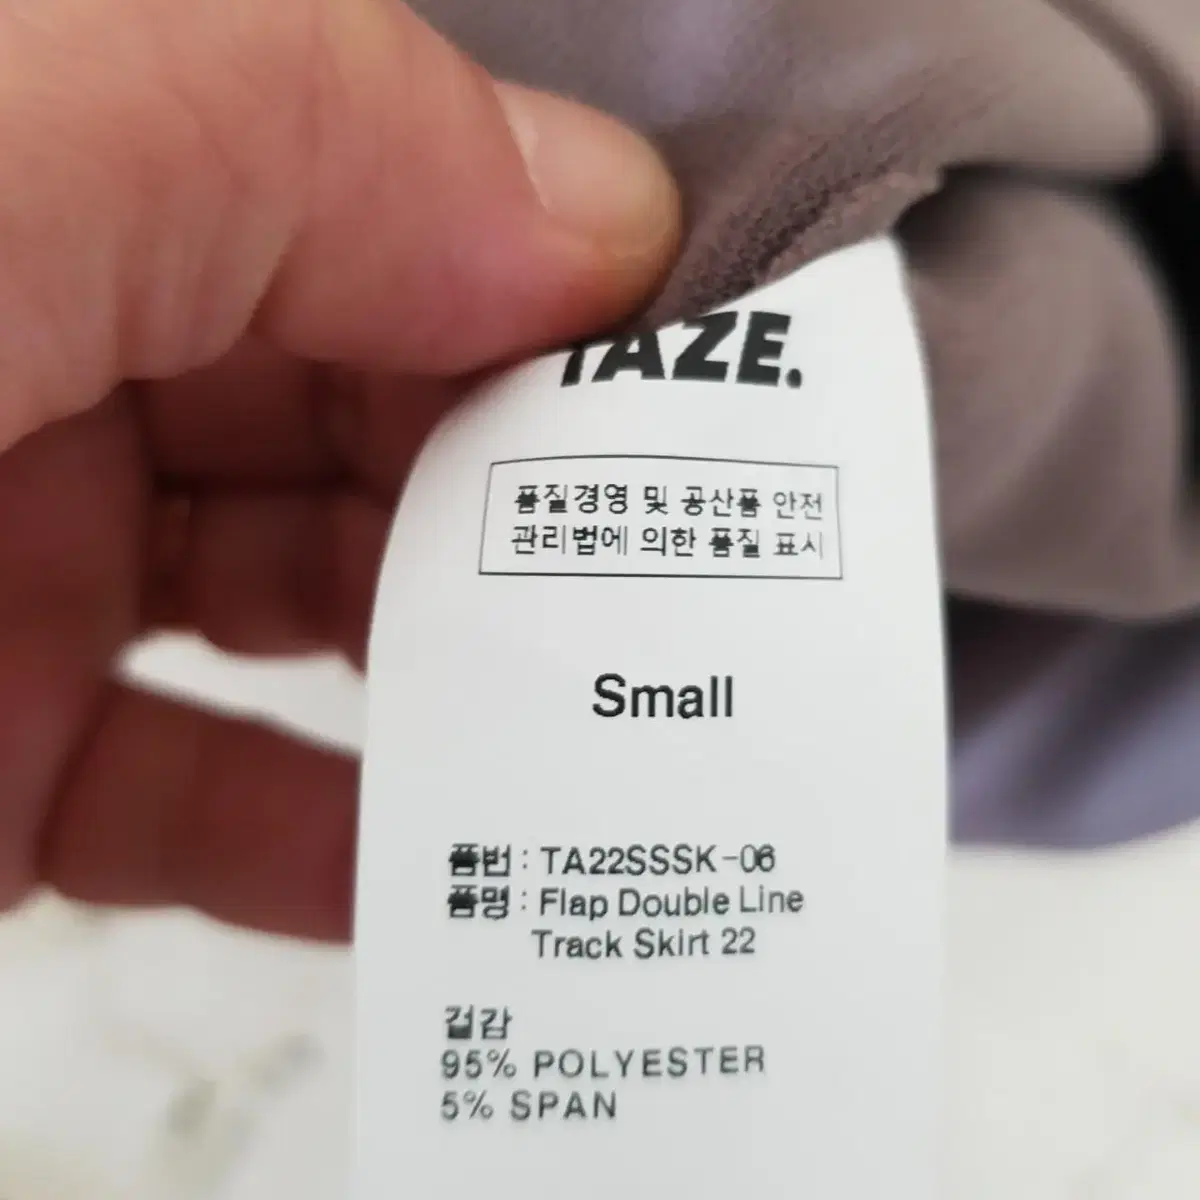 TAZE.
품질경영 및 공산품 안전
관리법에 의한 품질 표시
Small
품번 : TA22SSSK-06
품명 : Flap Double Line
Track Skirt 22
겉감
95% POLYESTER
5% SPAN